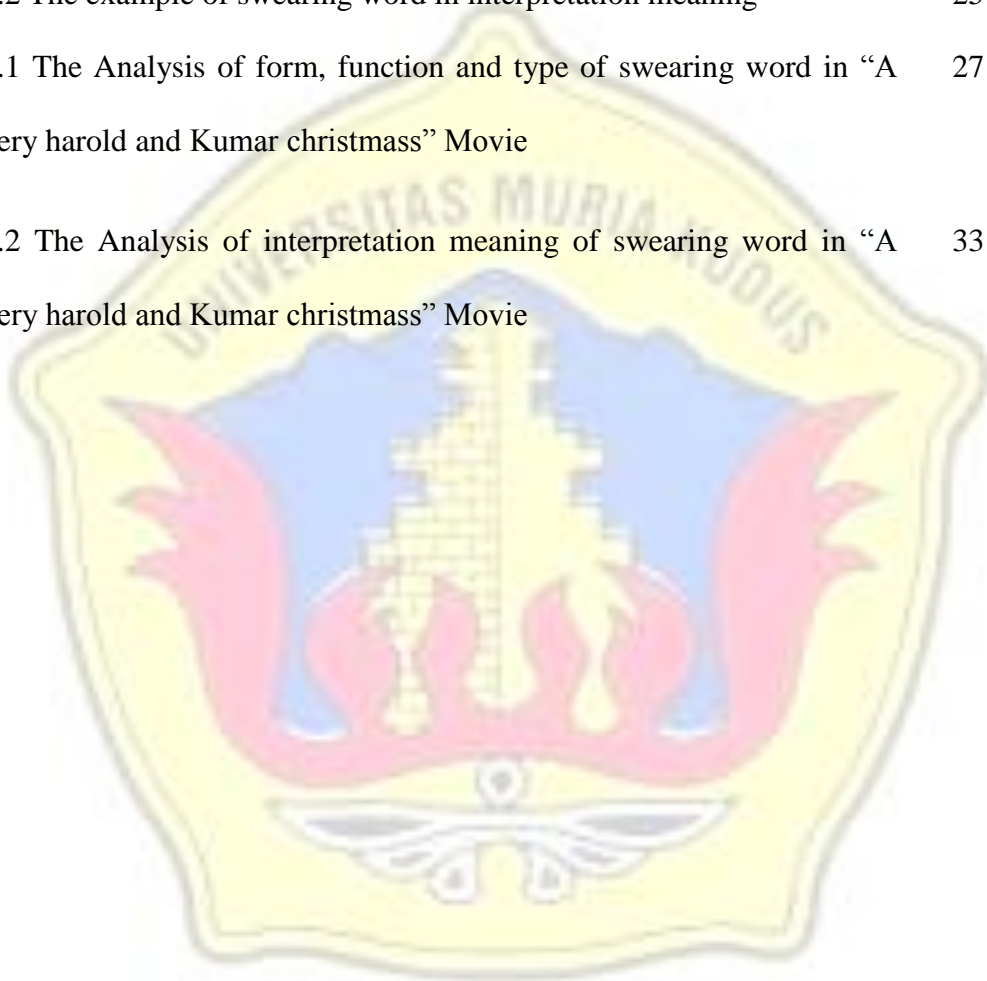 .2 The example of swearing word in interpretation meaning
.1 The Analysis of form, function and type of swearing word in “A 27
ery harold and Kumar christmass” Movie
UNIVERSITAS MURIA KUDUS
.2 The Analysis of interpretation meaning of swearing word in “A 33
ery harold and Kumar christmass” Movie